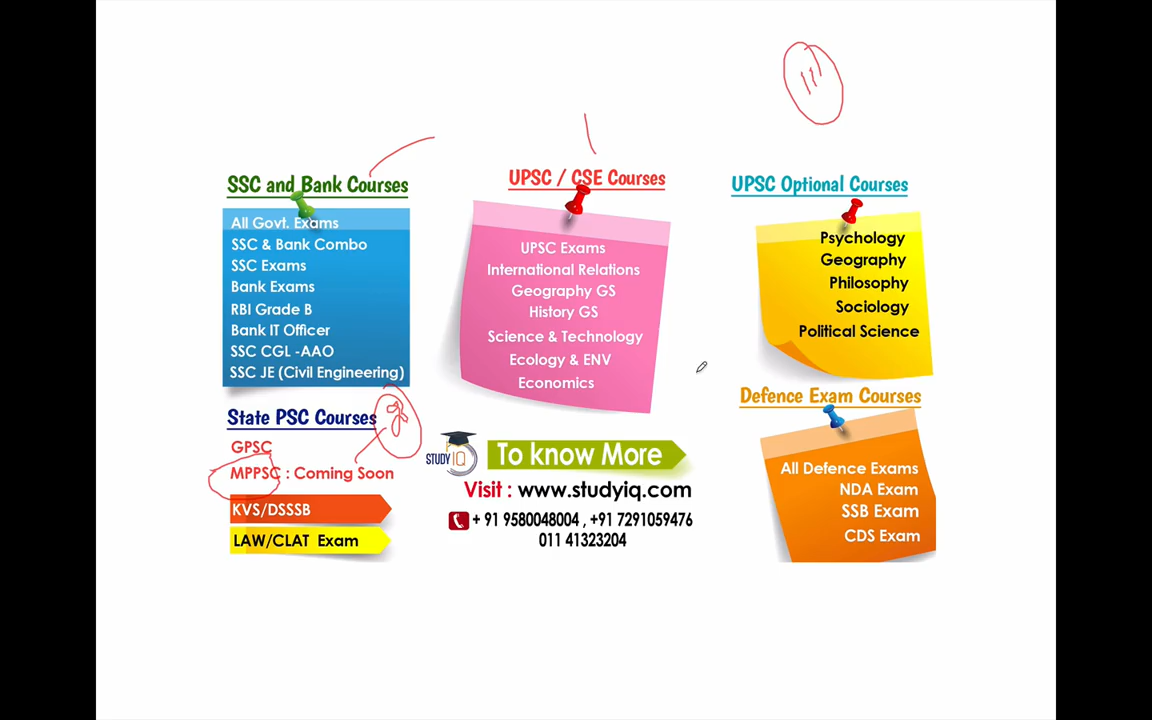 SSC and Bank Courses
All Govt. Exams
SSC & Bank Combo
SSC Exams
Bank Exams
RBI Grade B
Bank IT Officer
SSC CGL -AAO
SSC JE (Civil Engineering)
State PSC Courses
GPSC
MPPSC : Coming Soon
KVS/DSSSB
LAW/CLAT Exam
UPSC / CSE Courses
UPSC Exams
International Relations
Geography GS
History GS
Science & Technology
Ecology & ENV
Economics
STUDY IQ
To know More
Visit : www.studyiq.com
+ 91 9580048004 , +91 7291059476
011 41323204
UPSC Optional Courses
Psychology
Geography
Philosophy
Sociology
Political Science
Defence Exam Courses
All Defence Exams
NDA Exam
SSB Exam
CDS Exam